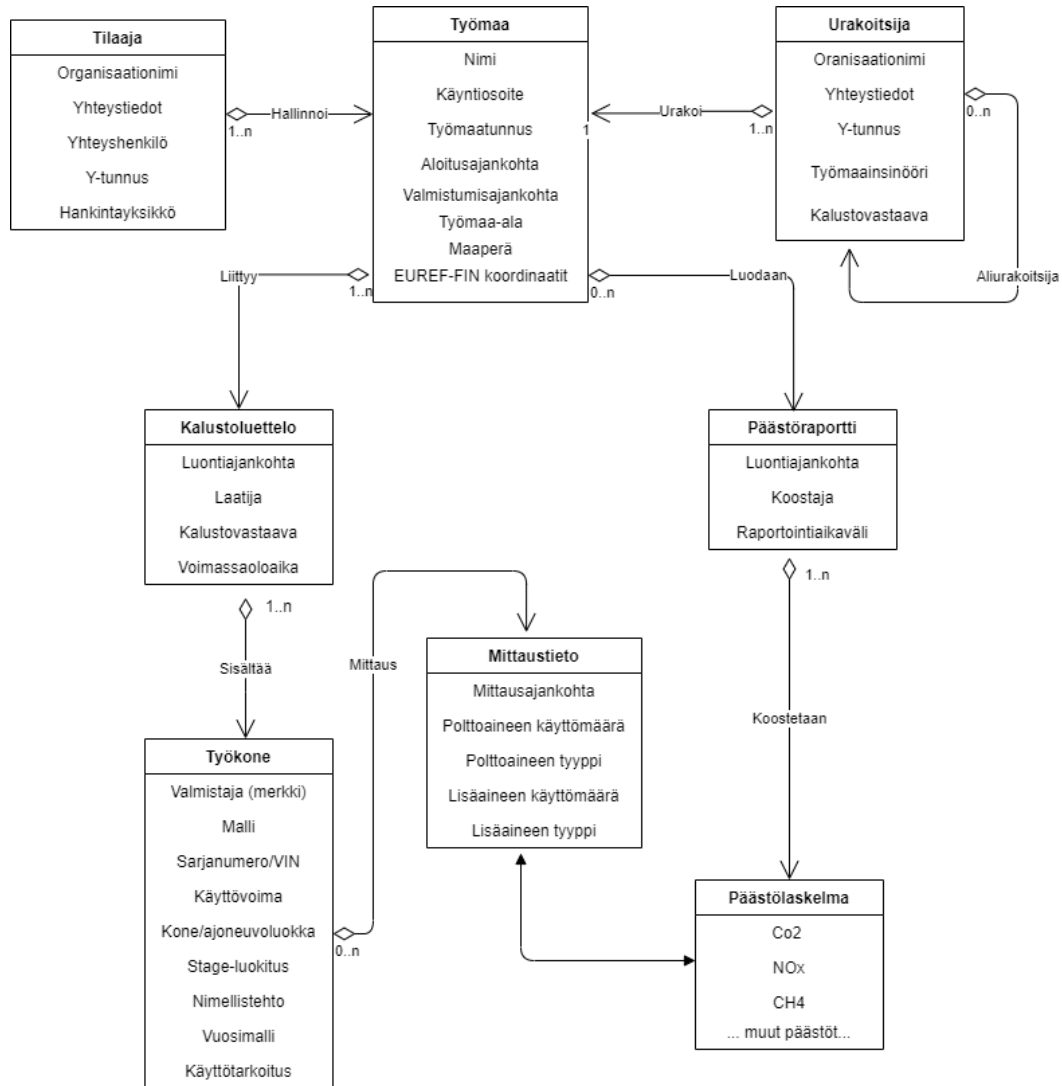 Tilaaja
Organisaationimi
Yhteystiedot
Yhteyshenkilö
Y-tunnus
Hankintayksikkö
Hallinnoi
1..n
Työmaa
Nimi
Käyntiosoite
Työmaatunnus
Aloitusajankohta
Valmistumisajankohta
Työmaa-ala
Maaperä
EUREF-FIN koordinaatit
1
Urakoi
1..n
Urakoitsija
Oranisaationimi
Yhteystiedot
Y-tunnus
Työmaainsinööri
Kalustovastaava
0..n
Aliurakoitsija
Liittyy
1..n
0..n
Luodaan
Kalustoluettelo
Luontiajankohta
Laatija
Kalustovastaava
Voimassaoloaika
1..n
Sisältää
Päästöraportti
Luontiajankohta
Koostaja
Raportointiaikaväli
1..n
Koostetaan
Mittaus
Mittaustieto
Mittausajankohta
Polttoaineen käyttömäärä
Polttoaineen tyyppi
Lisäaineen käyttömäärä
Lisäaineen tyyppi
Työkone
Valmistaja (merkki)
Malli
Sarjanumero/VIN
Käyttövoima
Kone/ajoneuvoluokka
Stage-luokitus
Nimellistehto
Vuosimalli
Käyttötarkoitus
0..n
Päästölaskelma
Co2
NOx
CH4
... muut päästöt...